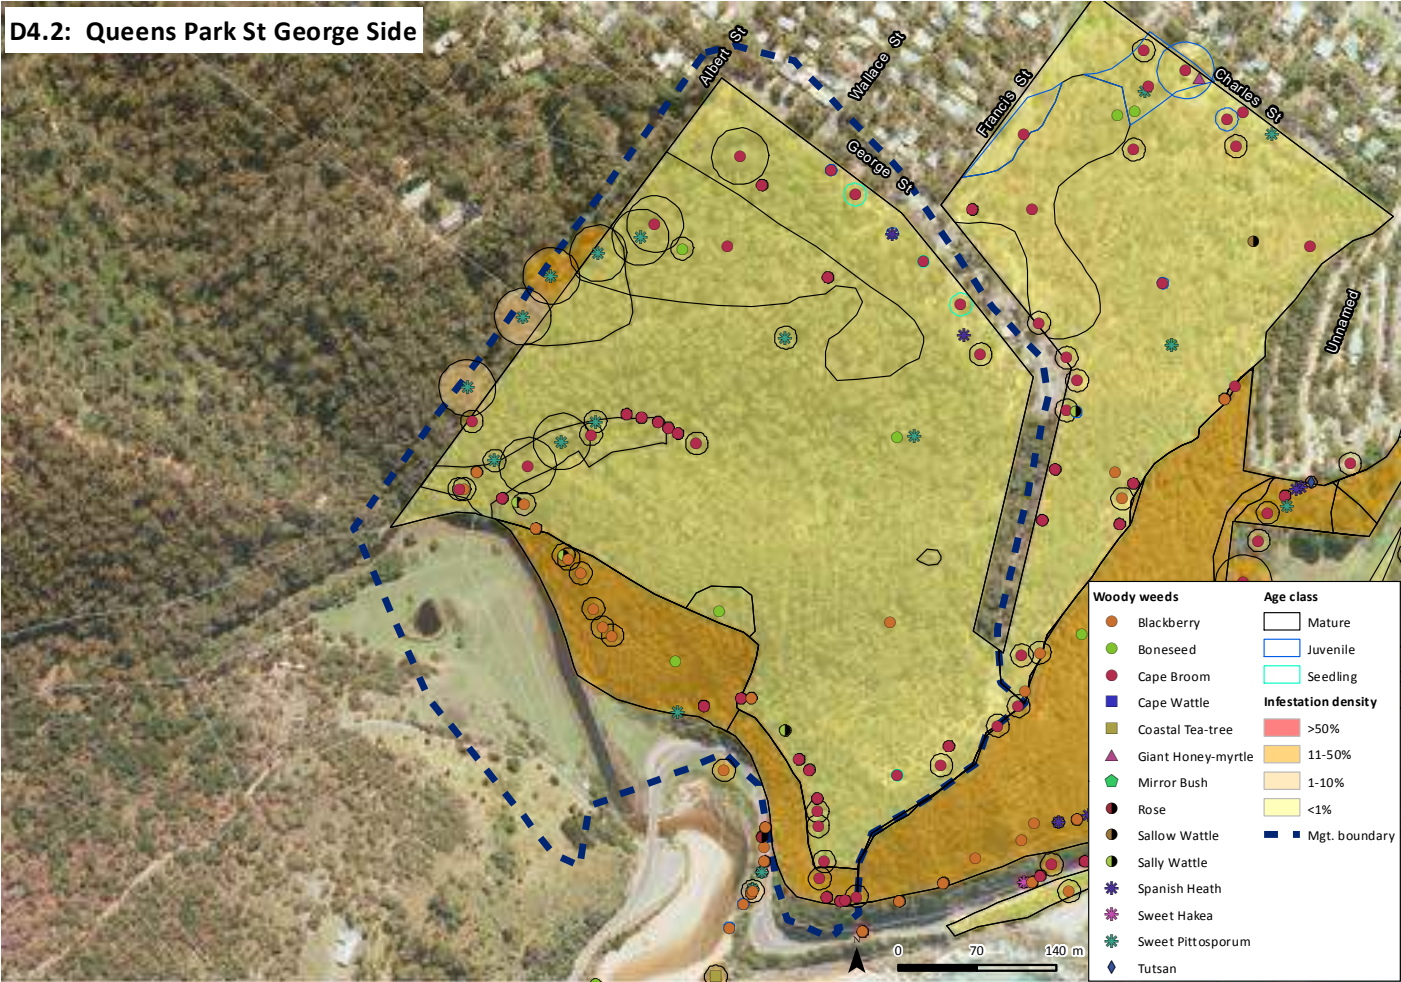 D4.2: Queens Park St George Side
Albert St
Wallace St
George St
Francis St
Charles St
Unnamed
Woody weeds
Blackberry
Boneseed
Cape Broom
Cape Wattle
Coastal Tea-tree
Giant Honey-myrtle
Mirror Bush
Rose
Sallow Wattle
Sally Wattle
Spanish Heath
Sweet Hakea
Sweet Pittosporum
Tutsan
Age class
Mature
Juvenile
Seedling
Infestation density
>50%
11-50%
1-10%
<1%
Mgt. boundary
N
0 70 140 m